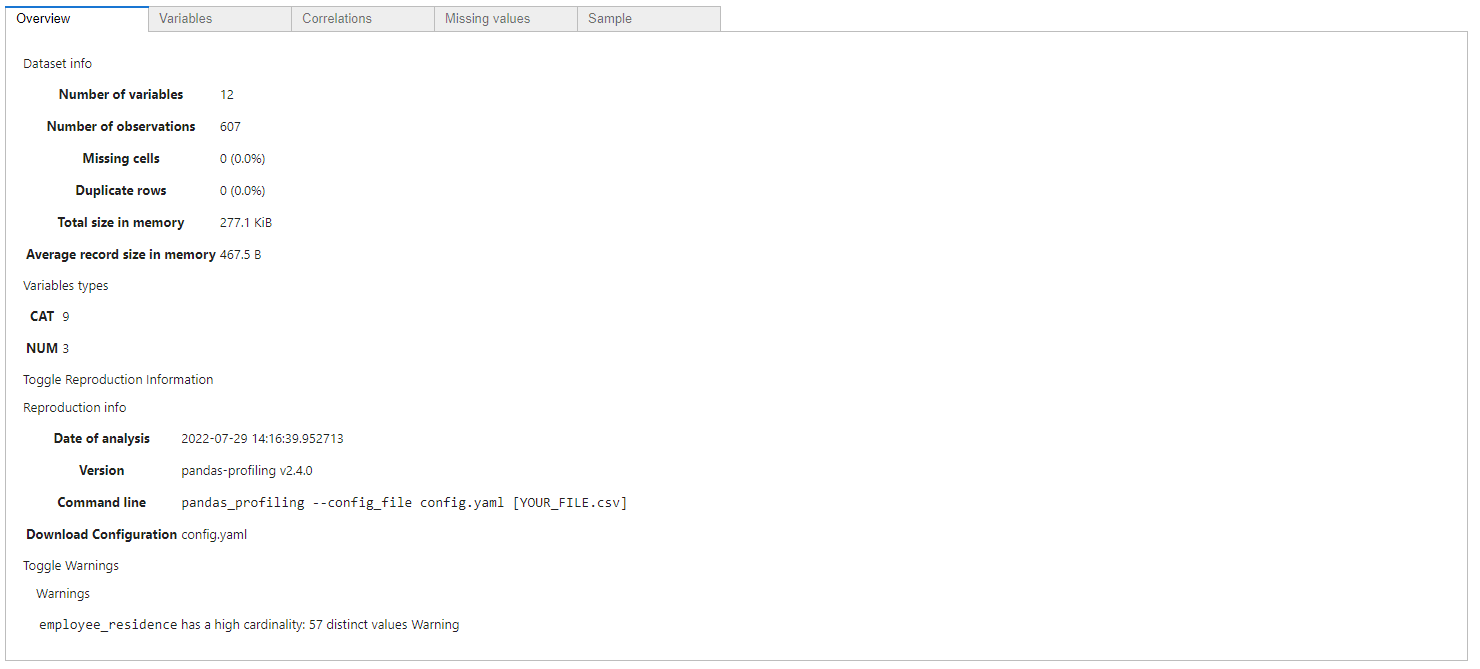 Overview Variables Correlations Missing values Sample
Dataset info
Number of variables 12
Number of observations 607
Missing cells 0 (0.0%)
Duplicate rows 0 (0.0%)
Total size in memory 277.1 KiB
Average record size in memory 467.5 B
Variables types
CAT 9
NUM 3
Toggle Reproduction Information
Reproduction info
Date of analysis 2022-07-29 14:16:39.952713
Version pandas-profiling v2.4.0
Command line pandas_profiling --config_file config.yaml [YOUR_FILE.csv]
Download Configuration config.yaml
Toggle Warnings
Warnings
employee_residence has a high cardinality: 57 distinct values Warning